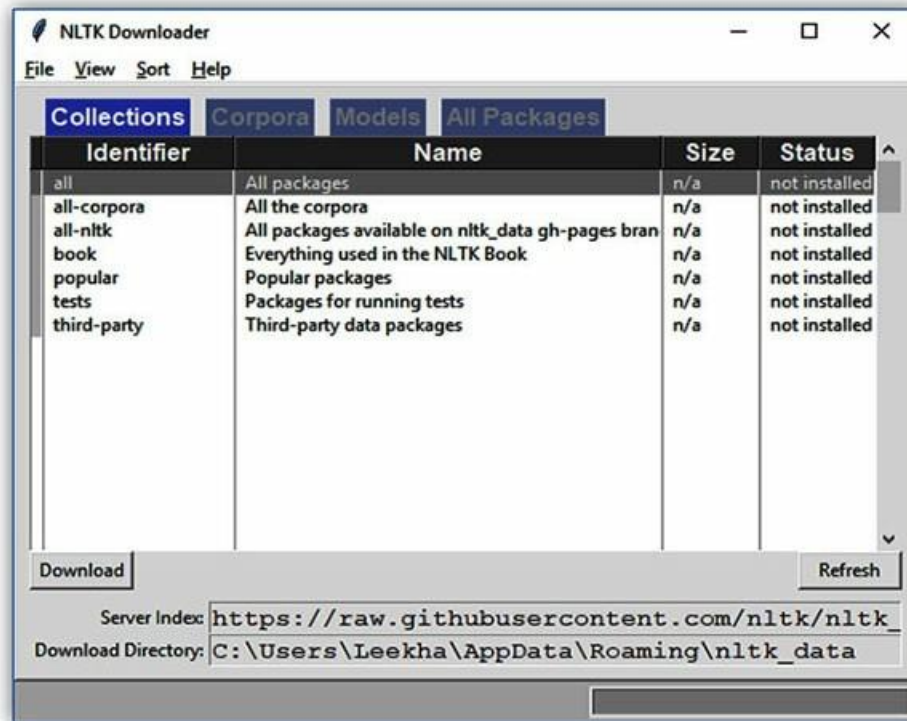 NLTK Downloader
File View Sort Help
Collections Corpora Models All Packages
Identifier Name Size Status
all All packages n/a not installed
all-corpora All the corpora n/a not installed
all-nltk All packages available on nltk_data gh-pages bran n/a not installed
book Everything used in the NLTK Book n/a not installed
popular Popular packages n/a not installed
tests Packages for running tests n/a not installed
third-party Third-party data packages n/a not installed
Download Refresh
Server Index: https://raw.githubusercontent.com/nltk/nltk_
Download Directory: C:\Users\Leekha\AppData\Roaming\nltk_data